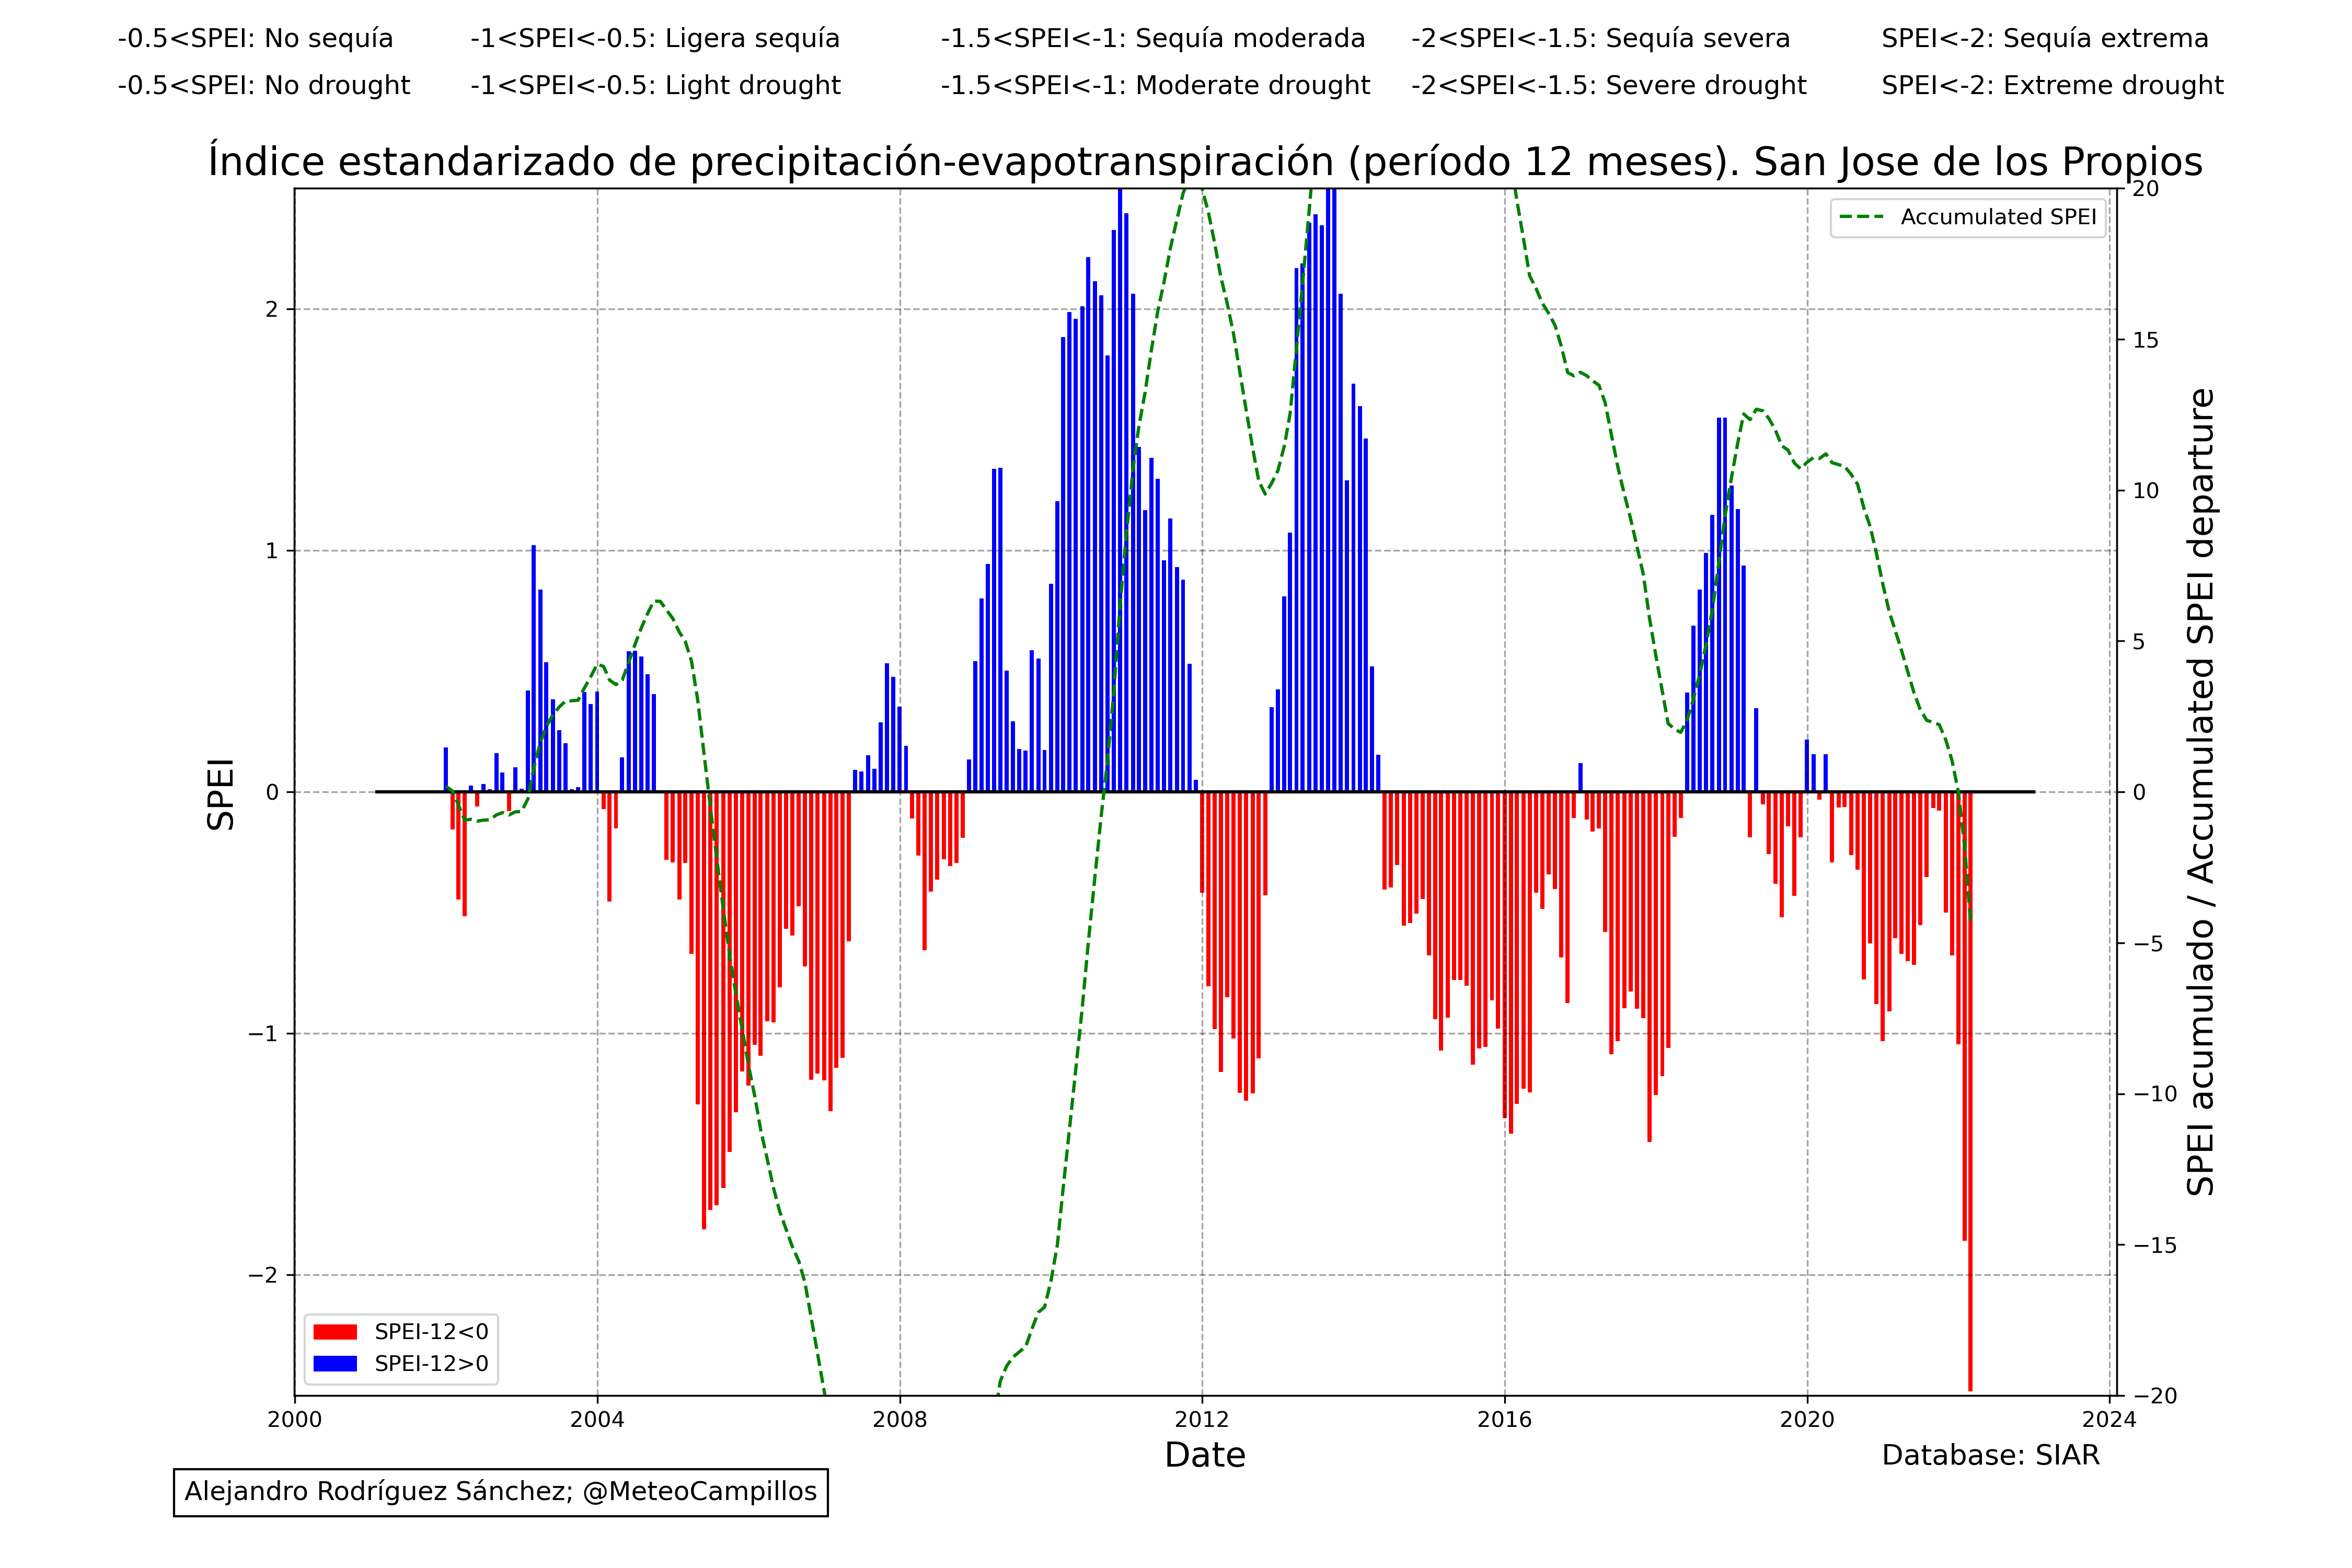 -0.5<SPEI: No sequía -1<SPEI<-0.5: Ligera sequía -1.5<SPEI<-1: Sequía moderada -2<SPEI<-1.5: Sequía severa SPEI<-2: Sequía extrema
-0.5<SPEI: No drought -1<SPEI<-0.5: Light drought -1.5<SPEI<-1: Moderate drought -2<SPEI<-1.5: Severe drought SPEI<-2: Extreme drought
Índice estandarizado de precipitación-evapotranspiración (período 12 meses). San Jose de los Propios
Accumulated SPEI
SPEI
2
1
0
−1
−2
20
15
10
5
0
−5
−10
−15
−20
SPEI acumulado / Accumulated SPEI departure
SPEI-12<0
SPEI-12>0
2000 2004 2008 2012 2016 2020 2024
Date
Database: SIAR
Alejandro Rodríguez Sánchez; @MeteoCampillos